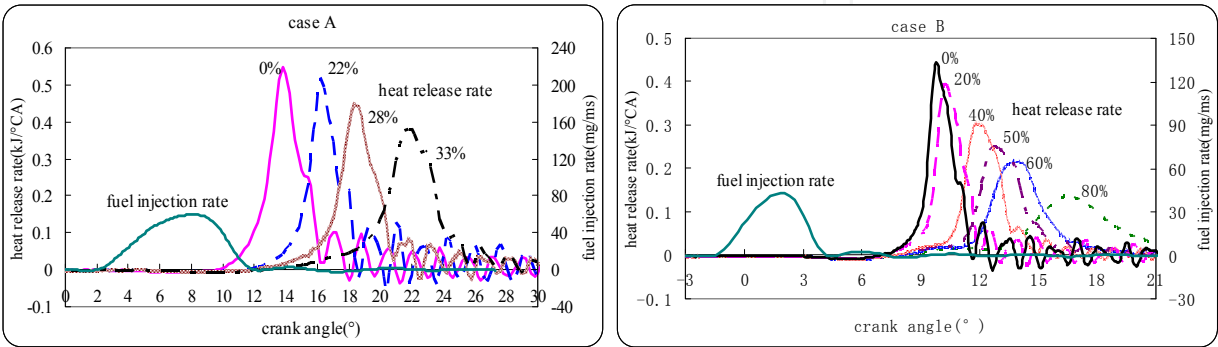 case A
heat release rate(kJ/°CA)
0.6
0.5
0.4
0.3
0.2
0.1
0
-0.1
0%
22%
heat release rate
28%
33%
fuel injection rate
240
200
160
120
80
40
0
-40
fuel injection rate(mg/ms)
0 2 4 6 8 10 12 14 16 18 20 22 24 26 28 30
crank angle(°)
case B
heat release rate(kJ/°CA)
0.5
0.4
0.3
0.2
0.1
0
-0.1
0%
20%
heat release rate
40%
50%
60%
80%
fuel injection rate
150
120
90
60
30
0
-30
fuel injection rate(mg/ms)
-3 0 3 6 9 12 15 18 21
crank angle(°)